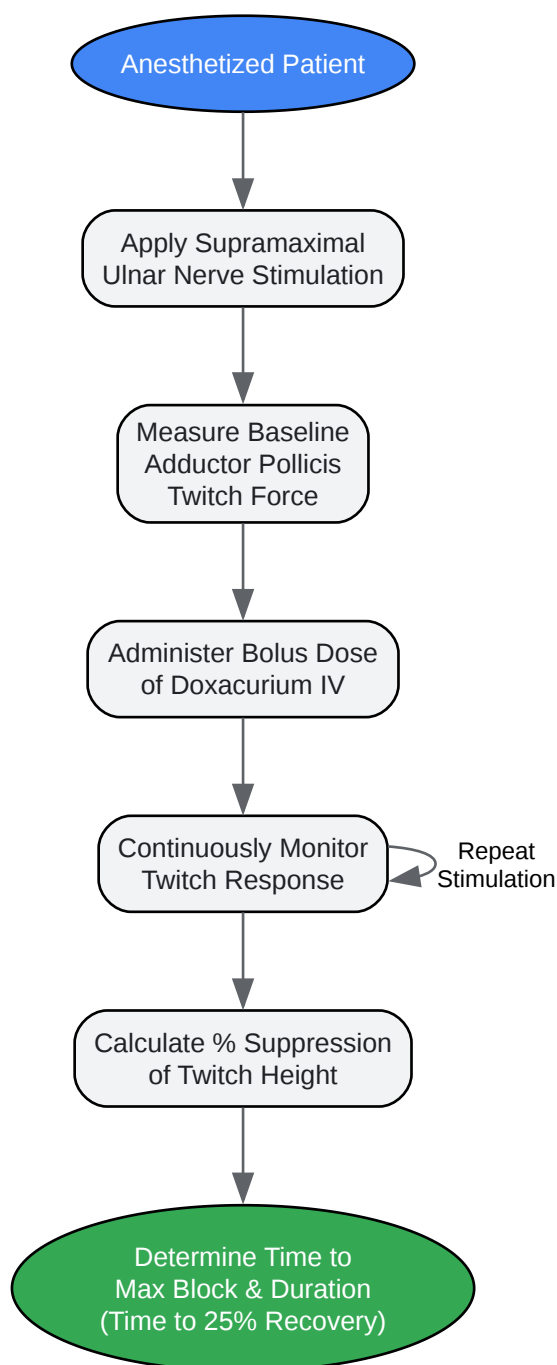 Anesthetized Patient
Apply Supramaximal
Ulnar Nerve Stimulation
Measure Baseline
Adductor Pollicis
Twitch Force
Administer Bolus Dose
of Doxacurium IV
Continuously Monitor
Twitch Response
Repeat
Stimulation
Calculate % Suppression
of Twitch Height
Determine Time to
Max Block & Duration
(Time to 25% Recovery)